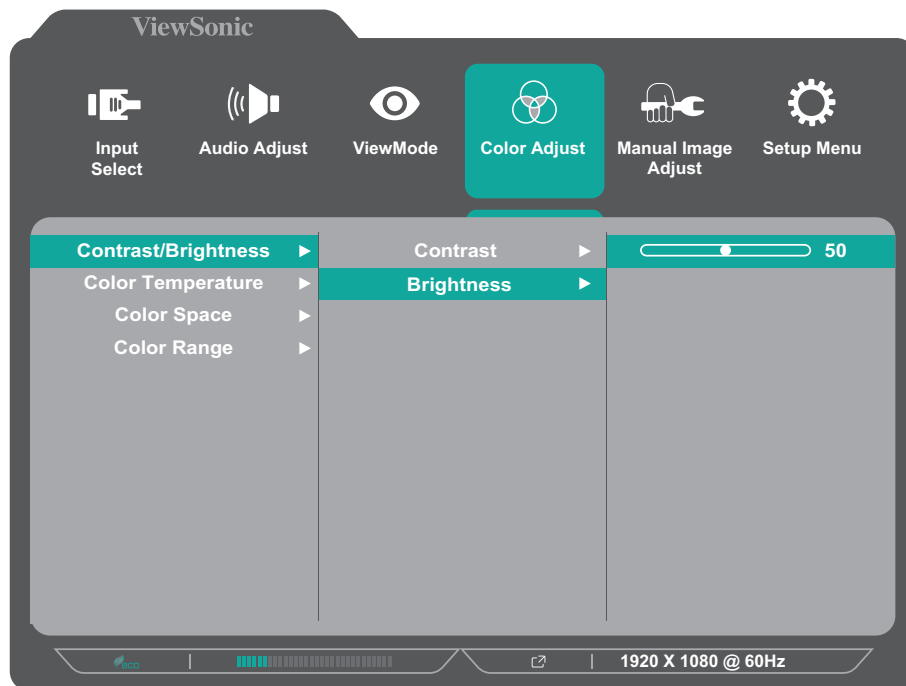 ViewSonic
Input
Select
Audio Adjust
ViewMode
Color Adjust
Manual Image
Adjust
Setup Menu
Contrast/Brightness
Contrast
50
Color Temperature
Brightness
Color Space
Color Range
eco
1920 X 1080 @ 60Hz